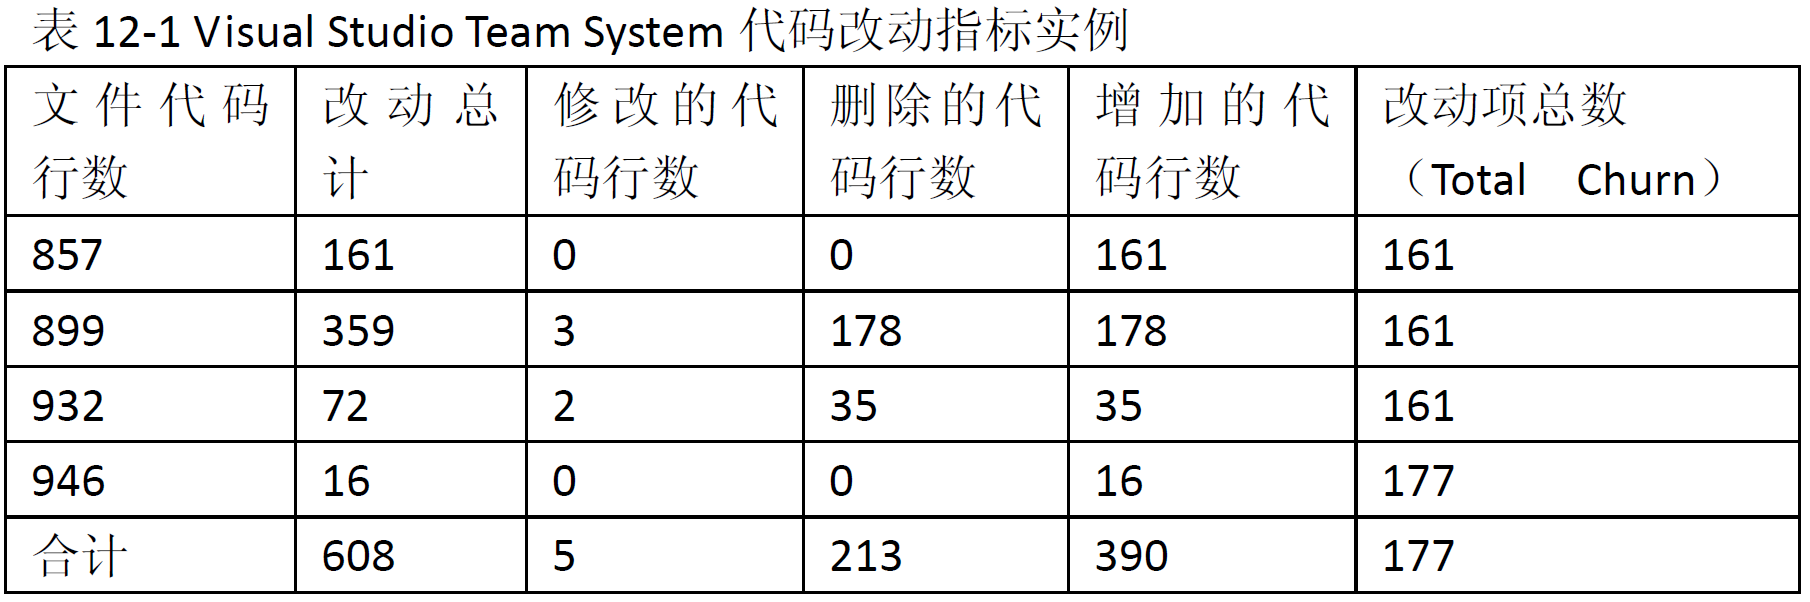 表 12-1 Visual Studio Team System 代码改动指标实例
文件代码行数 改动总计 修改的代码行数 删除的代码行数 增加的代码行数 改动项总数（Total Churn）
857 161 0 0 161 161
899 359 3 178 178 161
932 72 2 35 35 161
946 16 0 0 16 177
合计 608 5 213 390 177